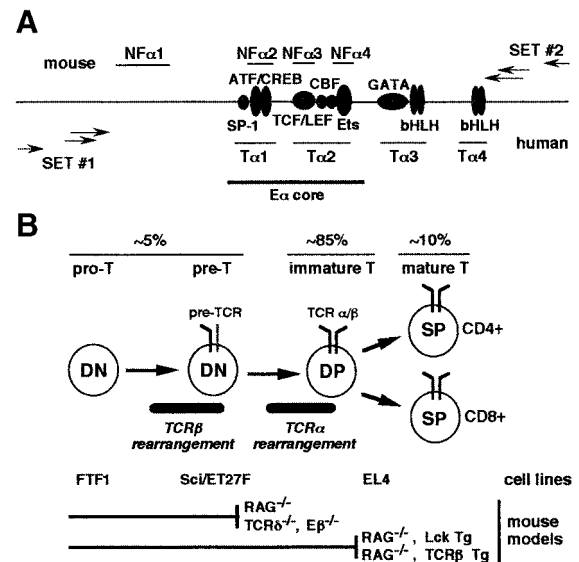 A
mouse
NFα1
NFα2 NFα3 NFα4
SET #2
ATF/CREB CBF GATA
SP-1 TCF/LEF Ets bHLH bHLH
human
SET #1
Tα1 Tα2 Tα3 Tα4
Eα core
B
~5% ~85% ~10%
pro-T pre-T immature T mature T
pre-TCR TCR α/β
DN DN DP SP CD4+
SP CD8+
TCRβ rearrangement
TCRα rearrangement
FTF1 Sci/ET27F EL4 cell lines
RAG-/-
TCRδ-/-, Eβ-/-
mouse models
RAG-/-, Lck Tg
RAG-/-, TCRβ Tg